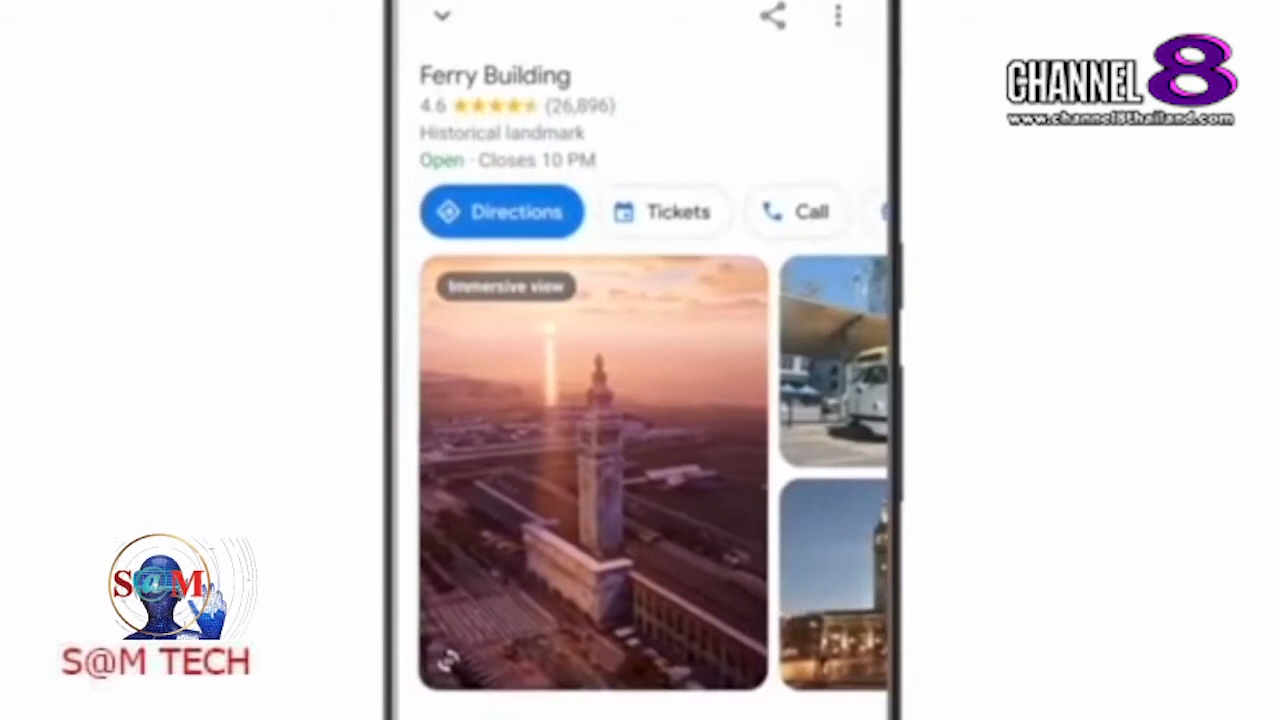 Ferry Building
4.6 (26,896)
Historical landmark
Open · Closes 10 PM
Directions
Tickets
Call
Immersive view
CHANNEL 8
www.channel8thailand.com
S@M
S@M TECH